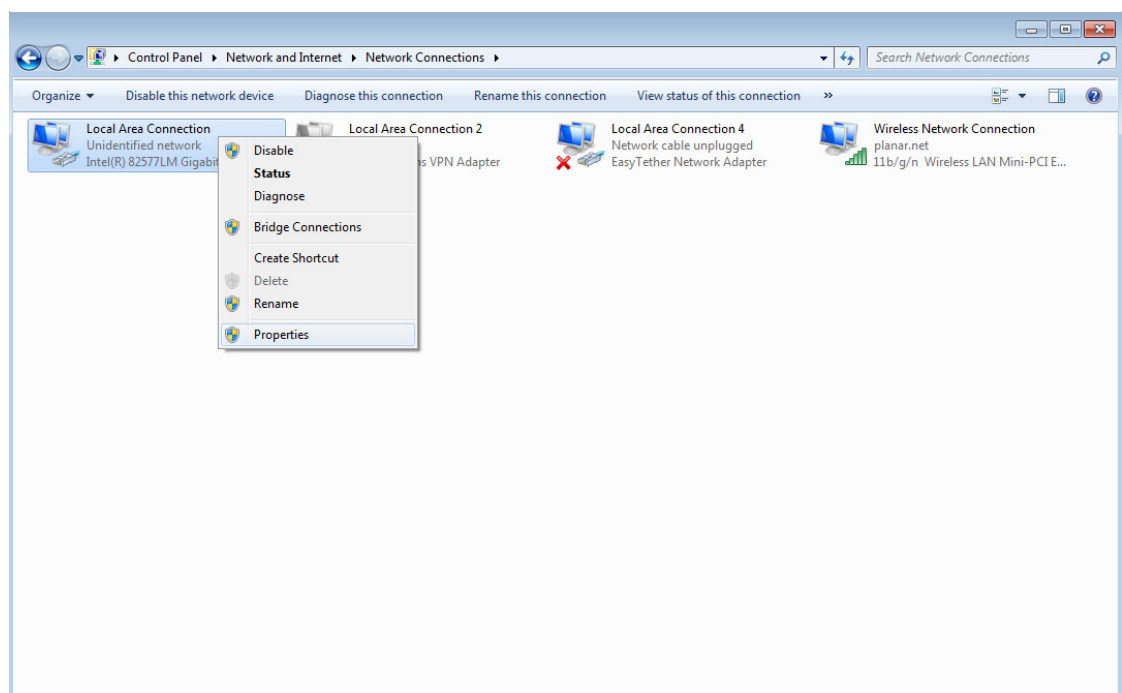 Control Panel Network and Internet Network Connections
Search Network Connections
Organize Disable this network device Diagnose this connection Rename this connection View status of this connection »
Local Area Connection
Unidentified network
Intel(R) 82577LM Gigabit
Local Area Connection 2
s VPN Adapter
Local Area Connection 4
Network cable unplugged
EasyTether Network Adapter
Wireless Network Connection
planar.net
11b/g/n Wireless LAN Mini-PCI E...
Disable
Status
Diagnose
Bridge Connections
Create Shortcut
Delete
Rename
Properties